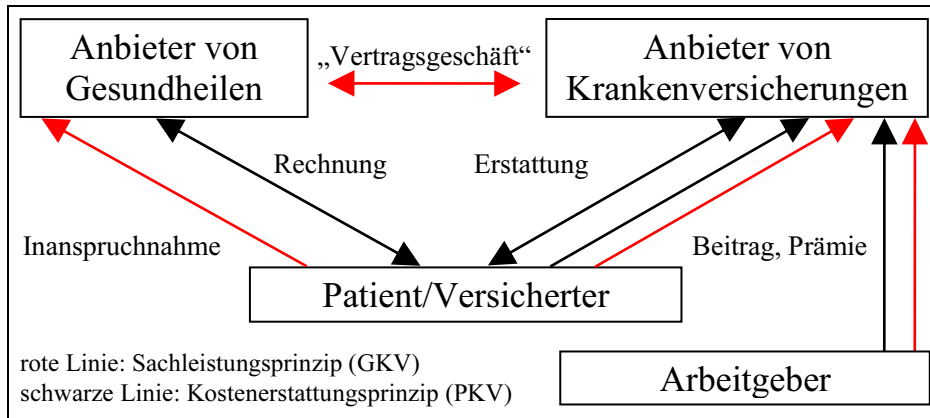 Anbieter von
Gesundheilen
„Vertragsgeschäft“
Anbieter von
Krankenversicherungen
Rechnung
Erstattung
Inanspruchnahme
Beitrag, Prämie
Patient/Versicherter
rote Linie: Sachleistungsprinzip (GKV)
schwarze Linie: Kostenerstattungsprinzip (PKV)
Arbeitgeber